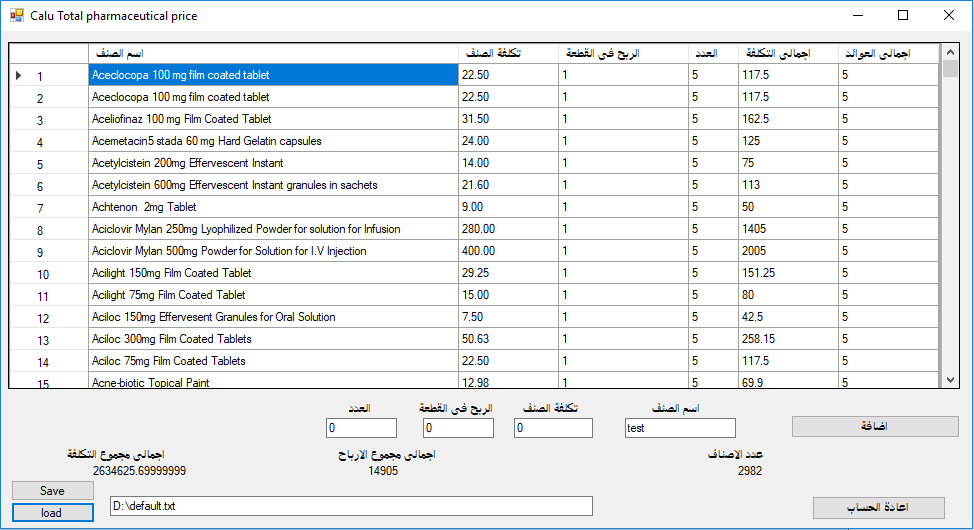 Calu Total pharmaceutical price
اسم الصنف تكلفة الصنف الربح فى القطعة العدد اجمالى التكلفة اجمالى العوائد
1 Aceclocopa 100 mg film coated tablet 22.50 1 5 117.5 5
2 Aceclocopa 100 mg film coated tablet 22.50 1 5 117.5 5
3 Aceliofinaz 100 mg Film Coated Tablet 31.50 1 5 162.5 5
4 Acemetacin5 stada 60 mg Hard Gelatin capsules 24.00 1 5 125 5
5 Acetylcistein 200mg Effervescent Instant 14.00 1 5 75 5
6 Acetylcistein 600mg Effervescent Instant granules in sachets 21.60 1 5 113 5
7 Achtenon  2mg Tablet 9.00 1 5 50 5
8 Aciclovir Mylan 250mg Lyophilized Powder for solution for Infusion 280.00 1 5 1405 5
9 Aciclovir Mylan 500mg Powder for Solution for I.V Injection 400.00 1 5 2005 5
10 Acilight 150mg Film Coated Tablet 29.25 1 5 151.25 5
11 Acilight 75mg Film Coated Tablet 15.00 1 5 80 5
12 Aciloc 150mg Effervesent Granules for Oral Solution 7.50 1 5 42.5 5
13 Aciloc 300mg Film Coated Tablets 50.63 1 5 258.15 5
14 Aciloc 75mg Film Coated Tablets 22.50 1 5 117.5 5
15 Acne-biotic Topical Paint 12.98 1 5 69.9 5
العدد الربح فى القطعة تكلفة الصنف اسم الصنف
0 0 0 test اضافة
اجمالى مجموع التكلفة اجمالى مجموع الارباح عدد الاصناف
2634625.69999999 14905 2982
Save
load D:\default.txt اعادة الحساب